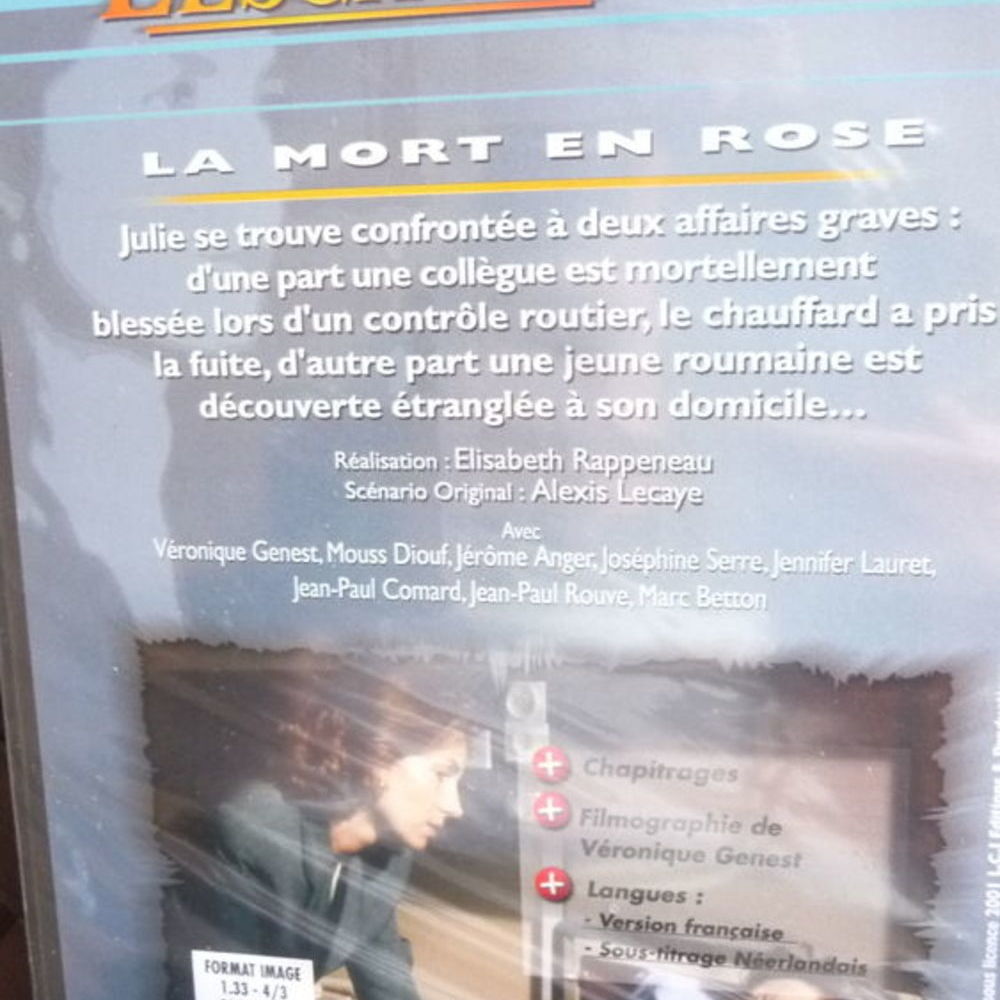 LA MORT EN ROSE
Julie se trouve confrontée à deux affaires graves :
d'une part une collègue est mortellement
blessée lors d'un contrôle routier, le chauffard a pris
la fuite, d'autre part une jeune roumaine est
découverte étranglée à son domicile...
Réalisation : Elisabeth Rappeneau
Scénario Original : Alexis Lecaye
Avec
Véronique Genest, Mouss Diouf, Jérôme Anger, Joséphine Serre, Jennifer Lauret,
Jean-Paul Comard, Jean-Paul Rouve, Marc Betton
Chapitrages
Filmographie de
Véronique Genest
Langues :
- Version française
- Sous-titrage Néerlandais
FORMAT IMAGE
1.33 - 4/3